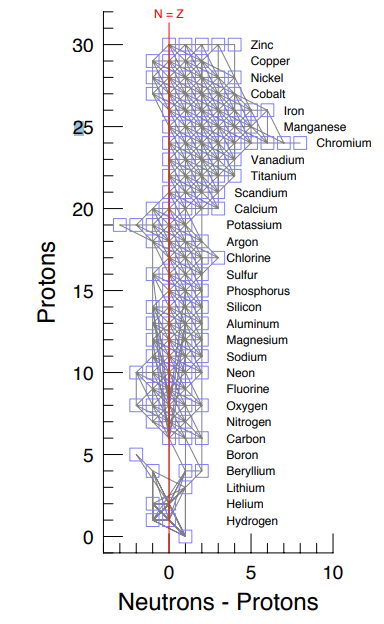 N = Z
30
Zinc
Copper
Nickel
Cobalt
Iron
25
Manganese
Chromium
Vanadium
Titanium
Scandium
20
Calcium
Potassium
Argon
Chlorine
Sulfur
15
Phosphorus
Silicon
Aluminum
Magnesium
Sodium
10
Neon
Fluorine
Oxygen
Nitrogen
Carbon
5
Boron
Beryllium
Lithium
Helium
Hydrogen
0
Protons
0 5 10
Neutrons - Protons